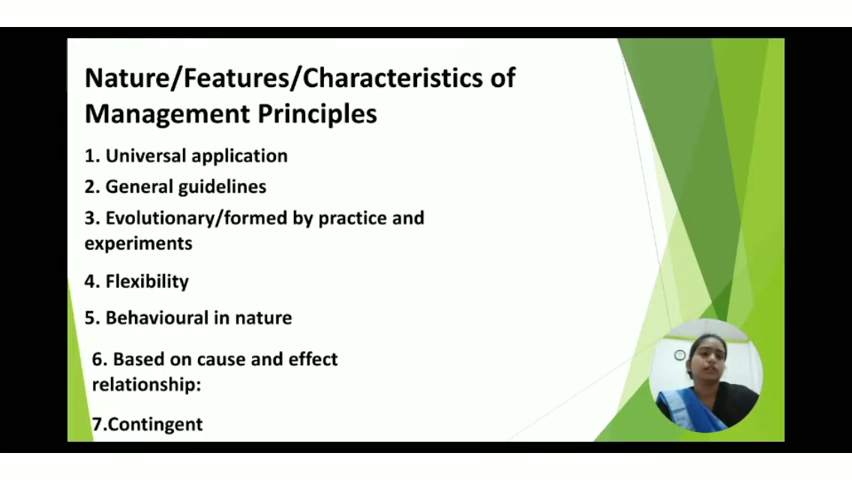 Nature/Features/Characteristics of
Management Principles
1. Universal application
2. General guidelines
3. Evolutionary/formed by practice and
experiments
4. Flexibility
5. Behavioural in nature
6. Based on cause and effect
relationship:
7.Contingent